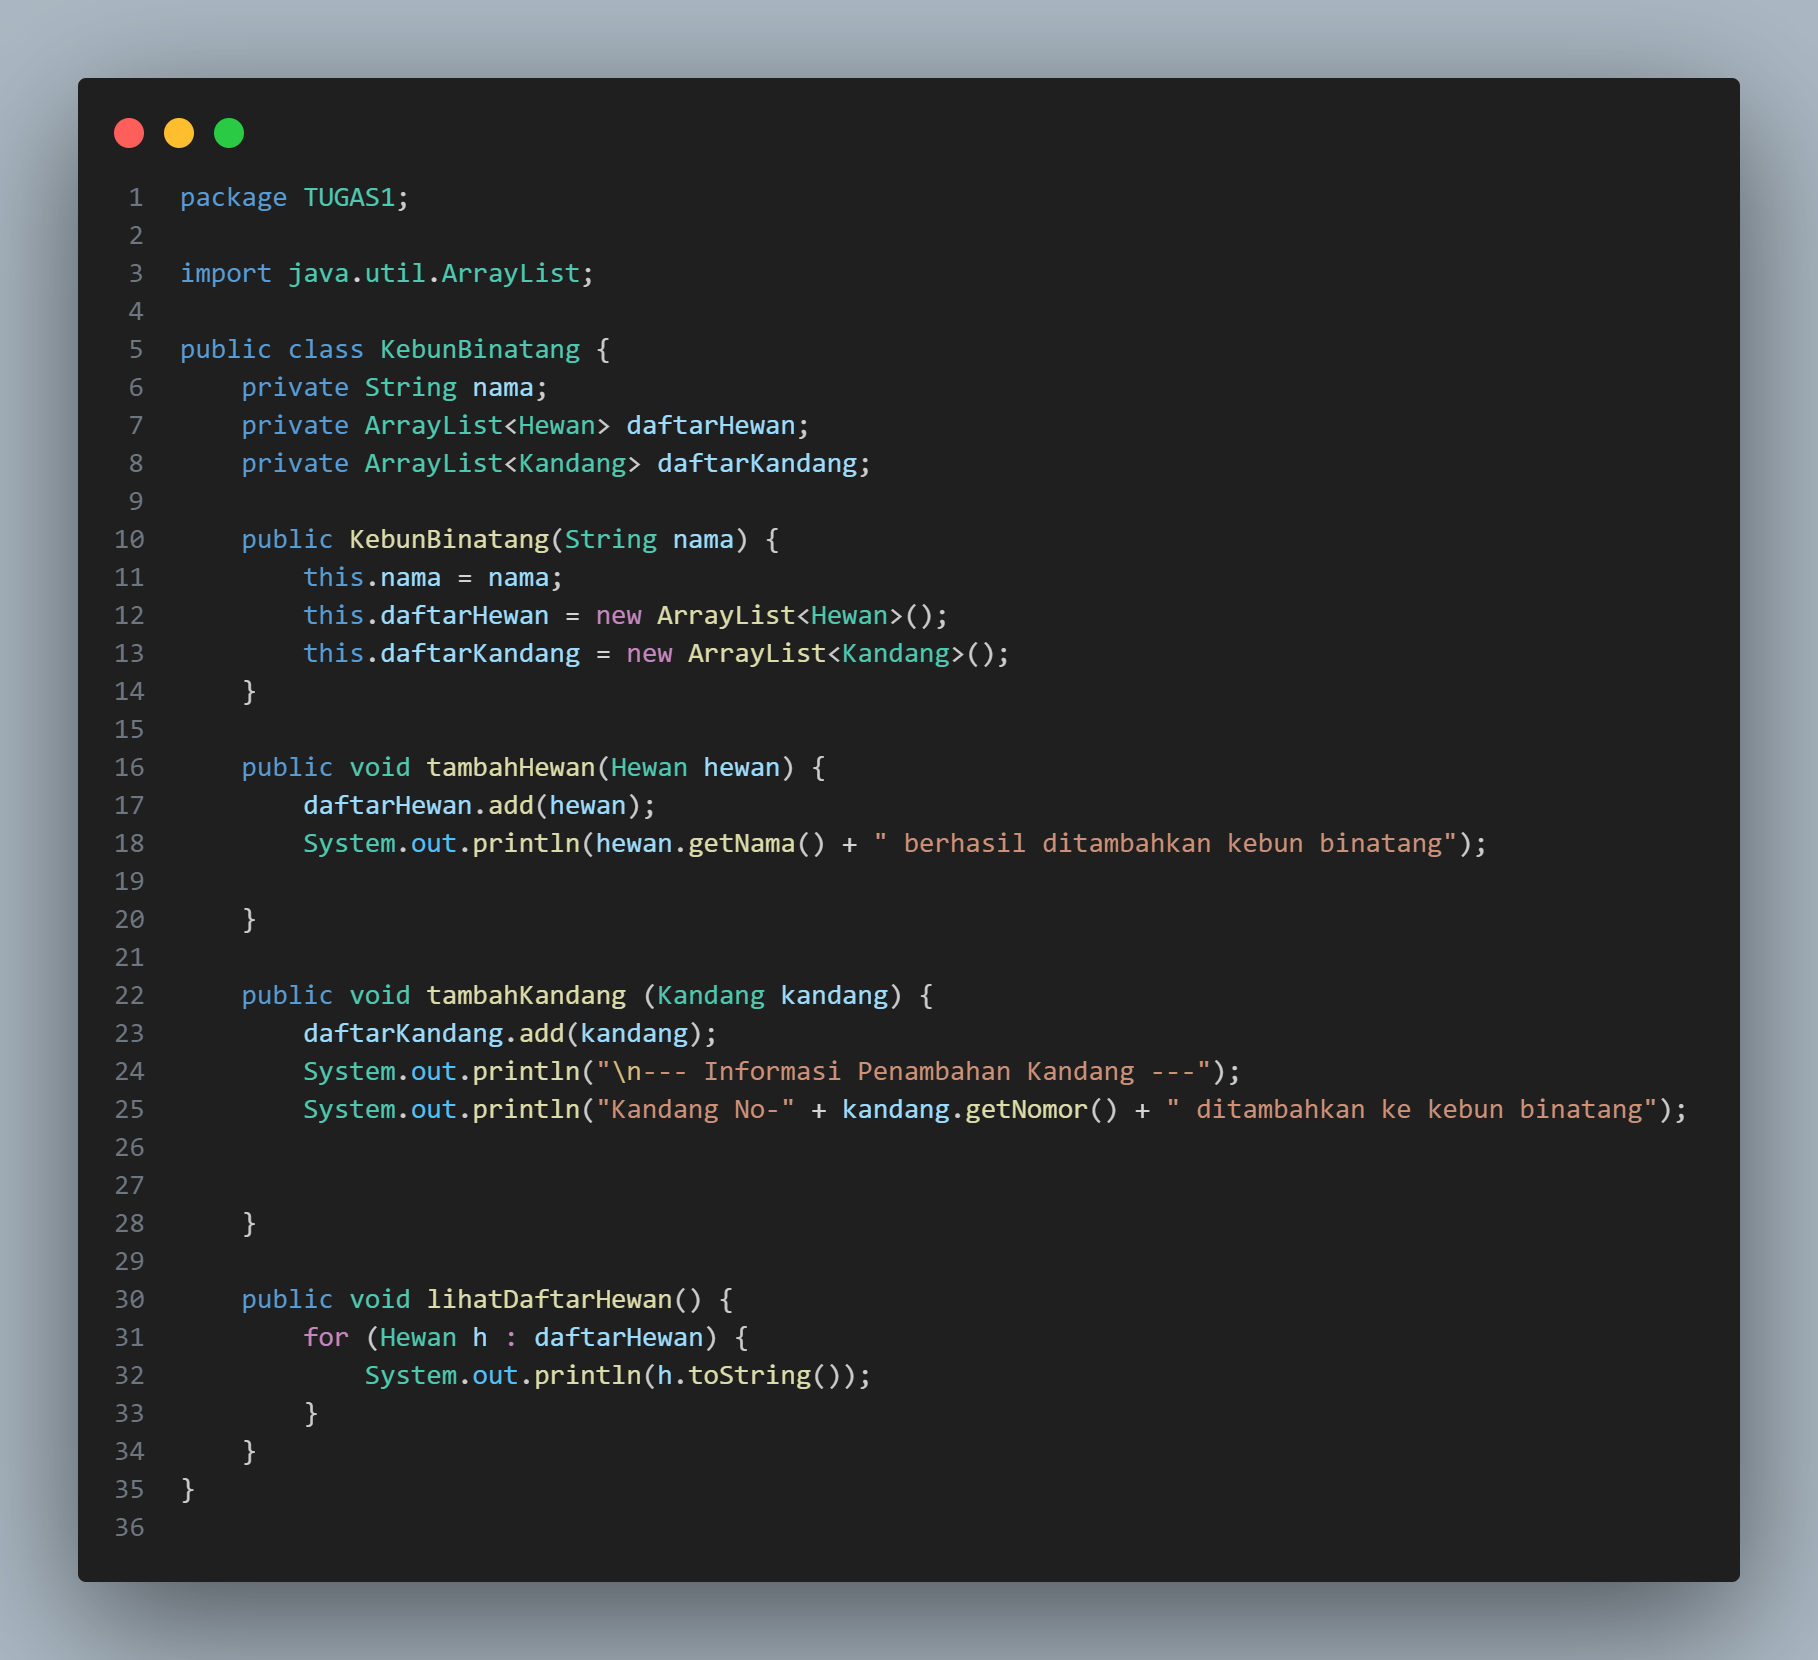 1 package TUGAS1;
2
3 import java.util.ArrayList;
4
5 public class KebunBinatang {
6     private String nama;
7     private ArrayList<Hewan> daftarHewan;
8     private ArrayList<Kandang> daftarKandang;
9
10     public KebunBinatang(String nama) {
11         this.nama = nama;
12         this.daftarHewan = new ArrayList<Hewan>();
13         this.daftarKandang = new ArrayList<Kandang>();
14     }
15
16     public void tambahHewan(Hewan hewan) {
17         daftarHewan.add(hewan);
18         System.out.println(hewan.getNama() + " berhasil ditambahkan kebun binatang");
19
20     }
21
22     public void tambahKandang (Kandang kandang) {
23         daftarKandang.add(kandang);
24         System.out.println("\n--- Informasi Penambahan Kandang ---");
25         System.out.println("Kandang No-" + kandang.getNomor() + " ditambahkan ke kebun binatang");
26
27
28     }
29
30     public void lihatDaftarHewan() {
31         for (Hewan h : daftarHewan) {
32             System.out.println(h.toString());
33         }
34     }
35 }
36